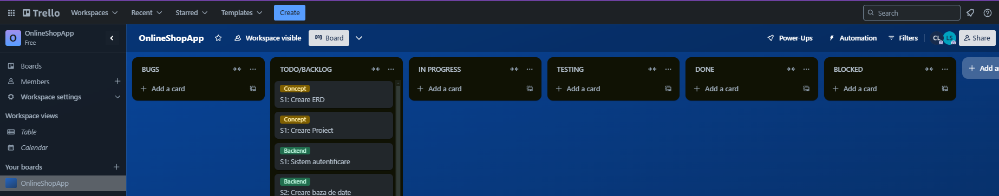 Trello
Workspaces
Recent
Starred
Templates
Create
Search
O
OnlineShopApp
Free
OnlineShopApp
Workspace visible
Board
Power-Ups
Automation
Filters
CL
LS
Share
Boards
Members
Workspace settings
Workspace views
Table
Calendar
Your boards
OnlineShopApp
BUGS
Add a card
TODO/BACKLOG
Concept
S1: Creare ERD
Concept
S1: Creare Proiect
Backend
S1: Sistem autentificare
Backend
S2: Creare baza de date
IN PROGRESS
Add a card
TESTING
Add a card
DONE
Add a card
BLOCKED
Add a card
Add a